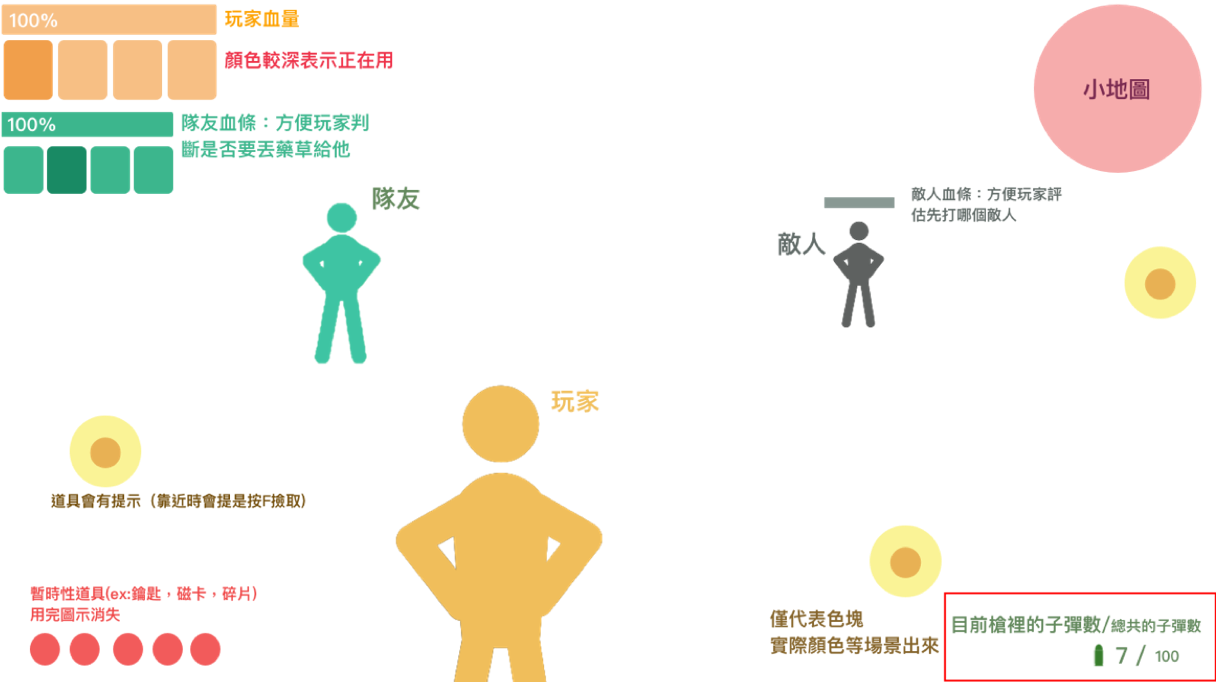 100%
玩家血量
顏色較深表示正在用
100%
隊友血條：方便玩家判
斷是否要丟藥草給他
小地圖
隊友
敵人血條：方便玩家評
估先打哪個敵人
敵人
玩家
道具會有提示（靠近時會提是按F撿取）
暫時性道具(ex:鑰匙，磁卡，碎片)
用完圖示消失
僅代表色塊
實際顏色等場景出來
目前槍裡的子彈數/總共的子彈數
7 / 100